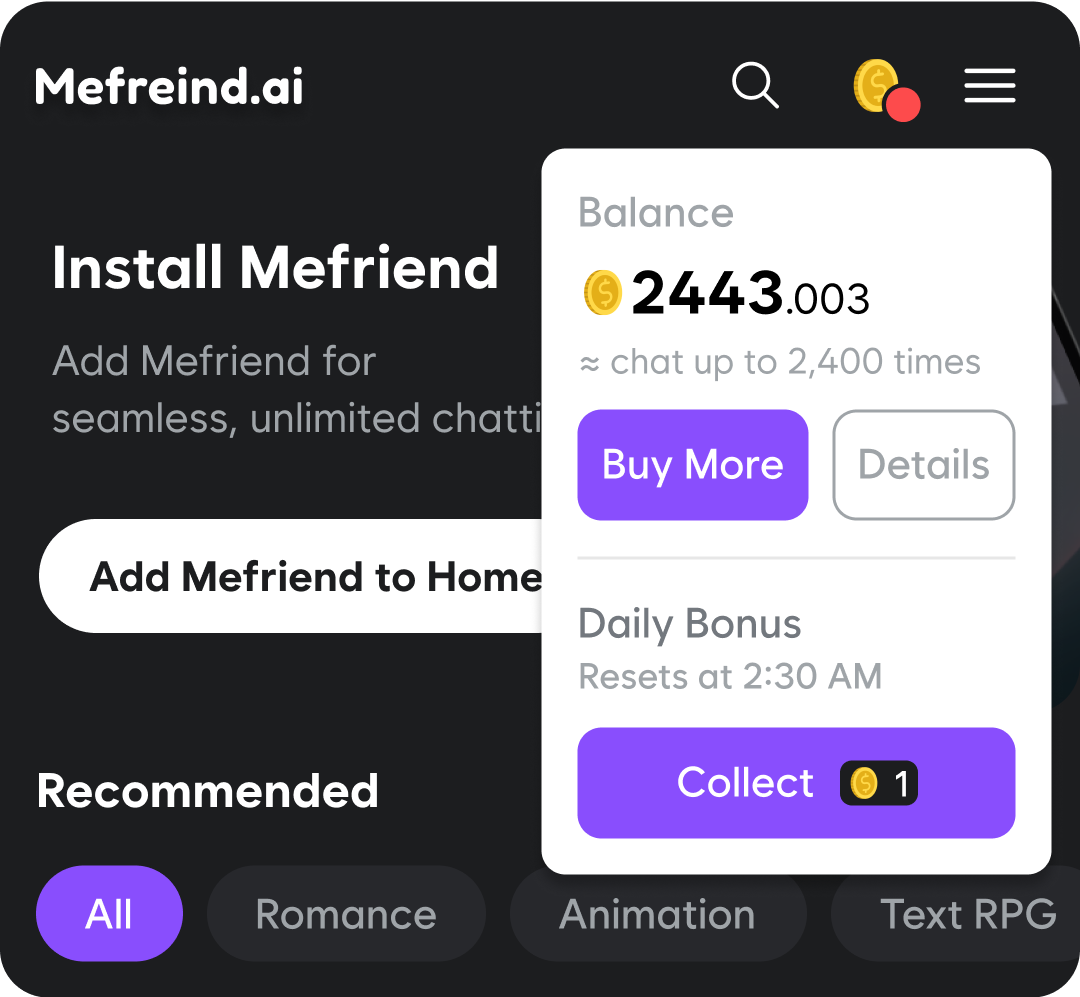 Mefreind.ai
Install Mefriend
Add Mefriend for
seamless, unlimited chatti
Add Mefriend to Home
Balance
2443.003
≈ chat up to 2,400 times
Buy More
Details
Daily Bonus
Resets at 2:30 AM
Collect 1
Recommended
All
Romance
Animation
Text RPG